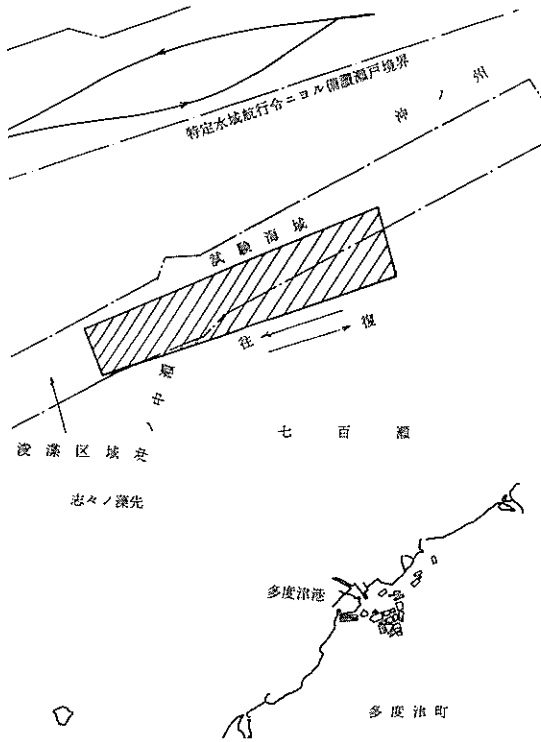 特定水域航行令ニヨル備讃瀬戸境界
沖ノ州
試験海域
往
復
中瀬
七百瀬
浚渫区域
志々ノ藻先
多度津港
多度津町